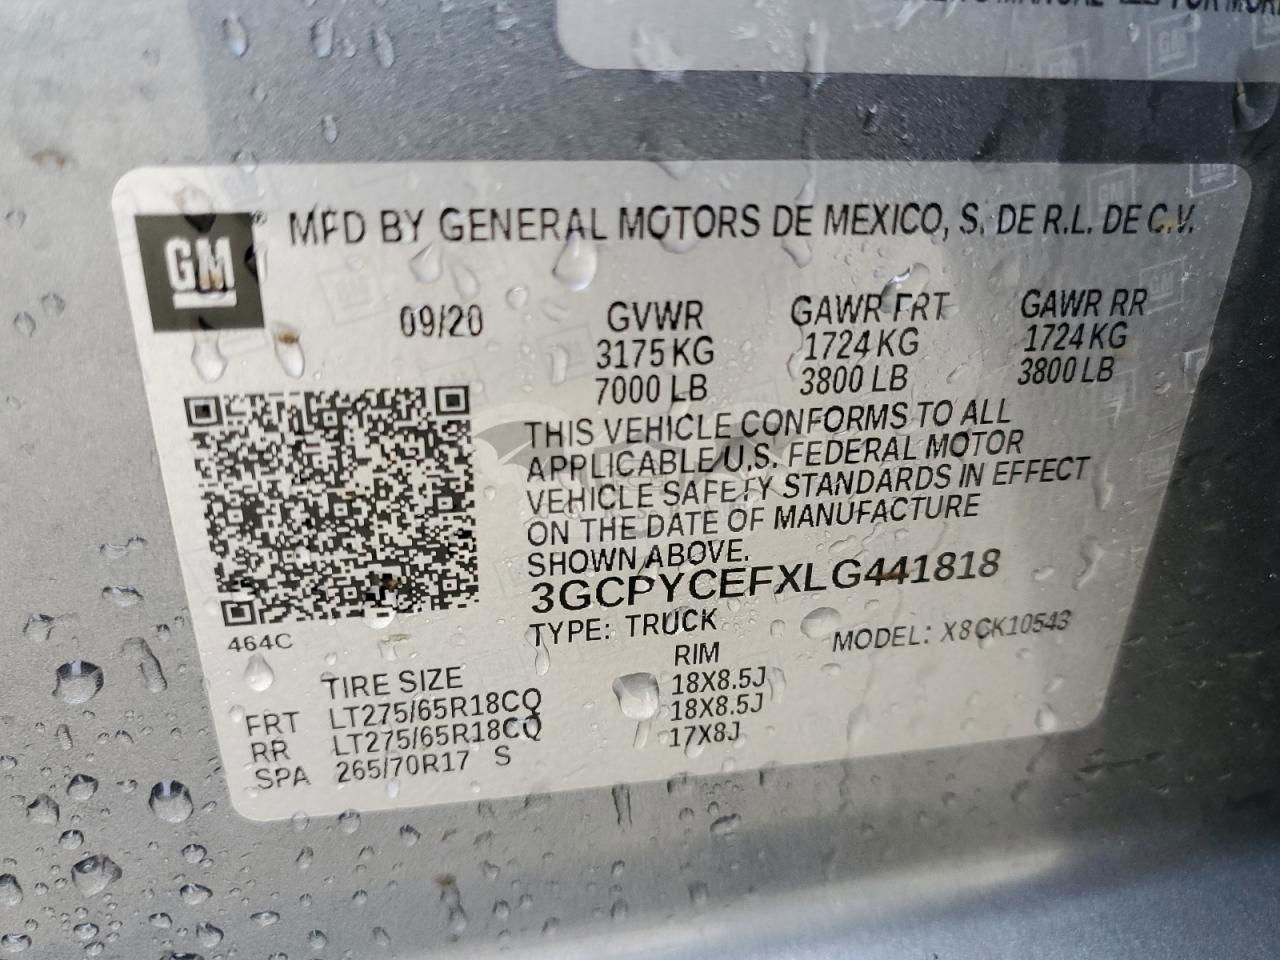 GM
MFD BY GENERAL MOTORS DE MEXICO, S. DE R.L. DE C.V.
09/20 GVWR GAWR FRT GAWR RR
3175 KG 1724 KG 1724 KG
7000 LB 3800 LB 3800 LB
THIS VEHICLE CONFORMS TO ALL
APPLICABLE U.S. FEDERAL MOTOR
VEHICLE SAFETY STANDARDS IN EFFECT
ON THE DATE OF MANUFACTURE
SHOWN ABOVE.
3GCPYCEFXLG441818
464C TYPE: TRUCK MODEL: X8CK10543
TIRE SIZE RIM
FRT LT275/65R18CQ 18X8.5J
RR LT275/65R18CQ 18X8.5J
SPA 265/70R17 S 17X8J